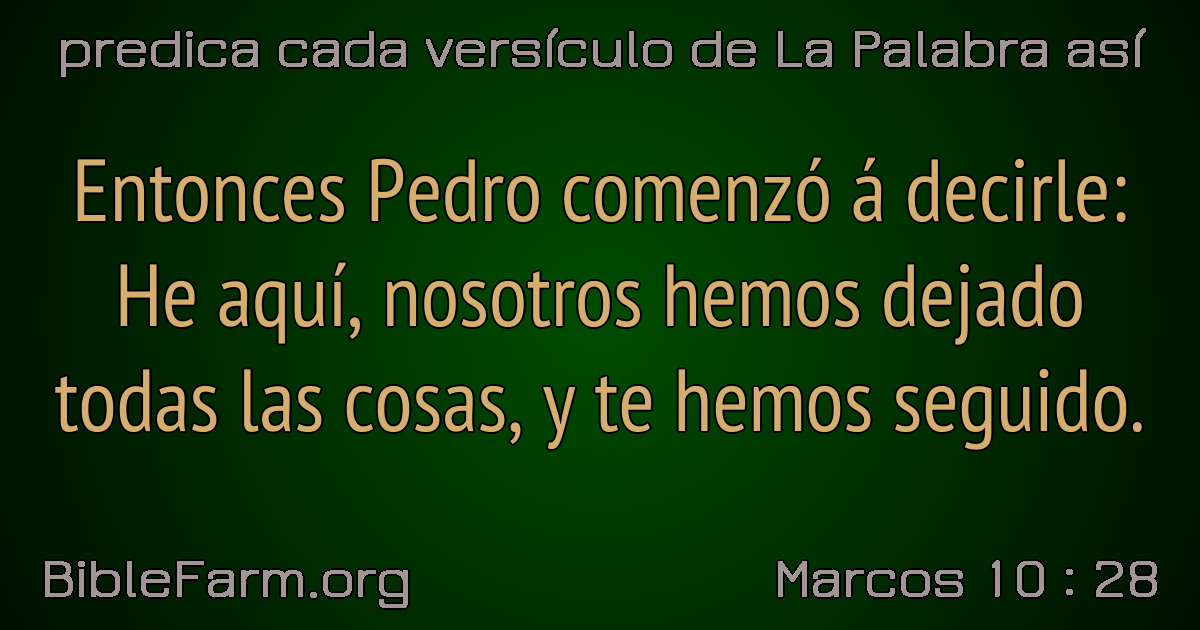 predica cada versículo de La Palabra así
Entonces Pedro comenzó á decirle:
He aquí, nosotros hemos dejado
todas las cosas, y te hemos seguido.
BibleFarm.org
Marcos 10 : 28